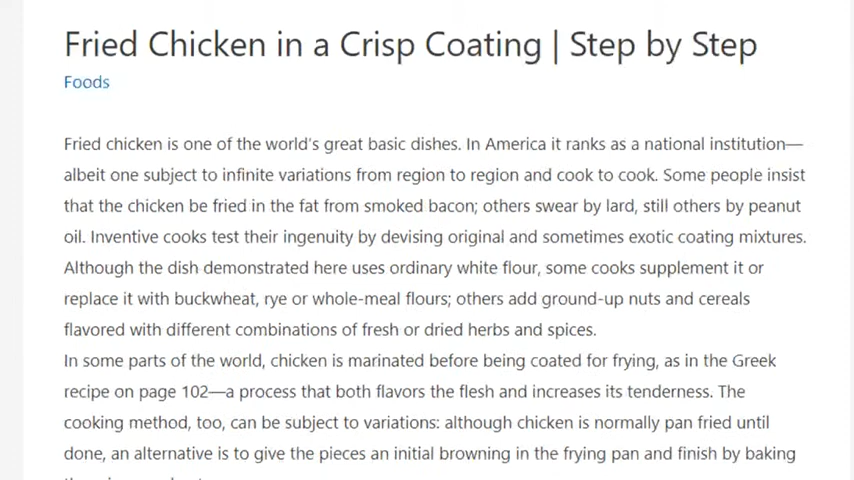 Fried Chicken in a Crisp Coating | Step by Step
Foods
Fried chicken is one of the world's great basic dishes. In America it ranks as a national institution—
albeit one subject to infinite variations from region to region and cook to cook. Some people insist
that the chicken be fried in the fat from smoked bacon; others swear by lard, still others by peanut
oil. Inventive cooks test their ingenuity by devising original and sometimes exotic coating mixtures.
Although the dish demonstrated here uses ordinary white flour, some cooks supplement it or
replace it with buckwheat, rye or whole-meal flours; others add ground-up nuts and cereals
flavored with different combinations of fresh or dried herbs and spices.
In some parts of the world, chicken is marinated before being coated for frying, as in the Greek
recipe on page 102—a process that both flavors the flesh and increases its tenderness. The
cooking method, too, can be subject to variations: although chicken is normally pan fried until
done, an alternative is to give the pieces an initial browning in the frying pan and finish by baking